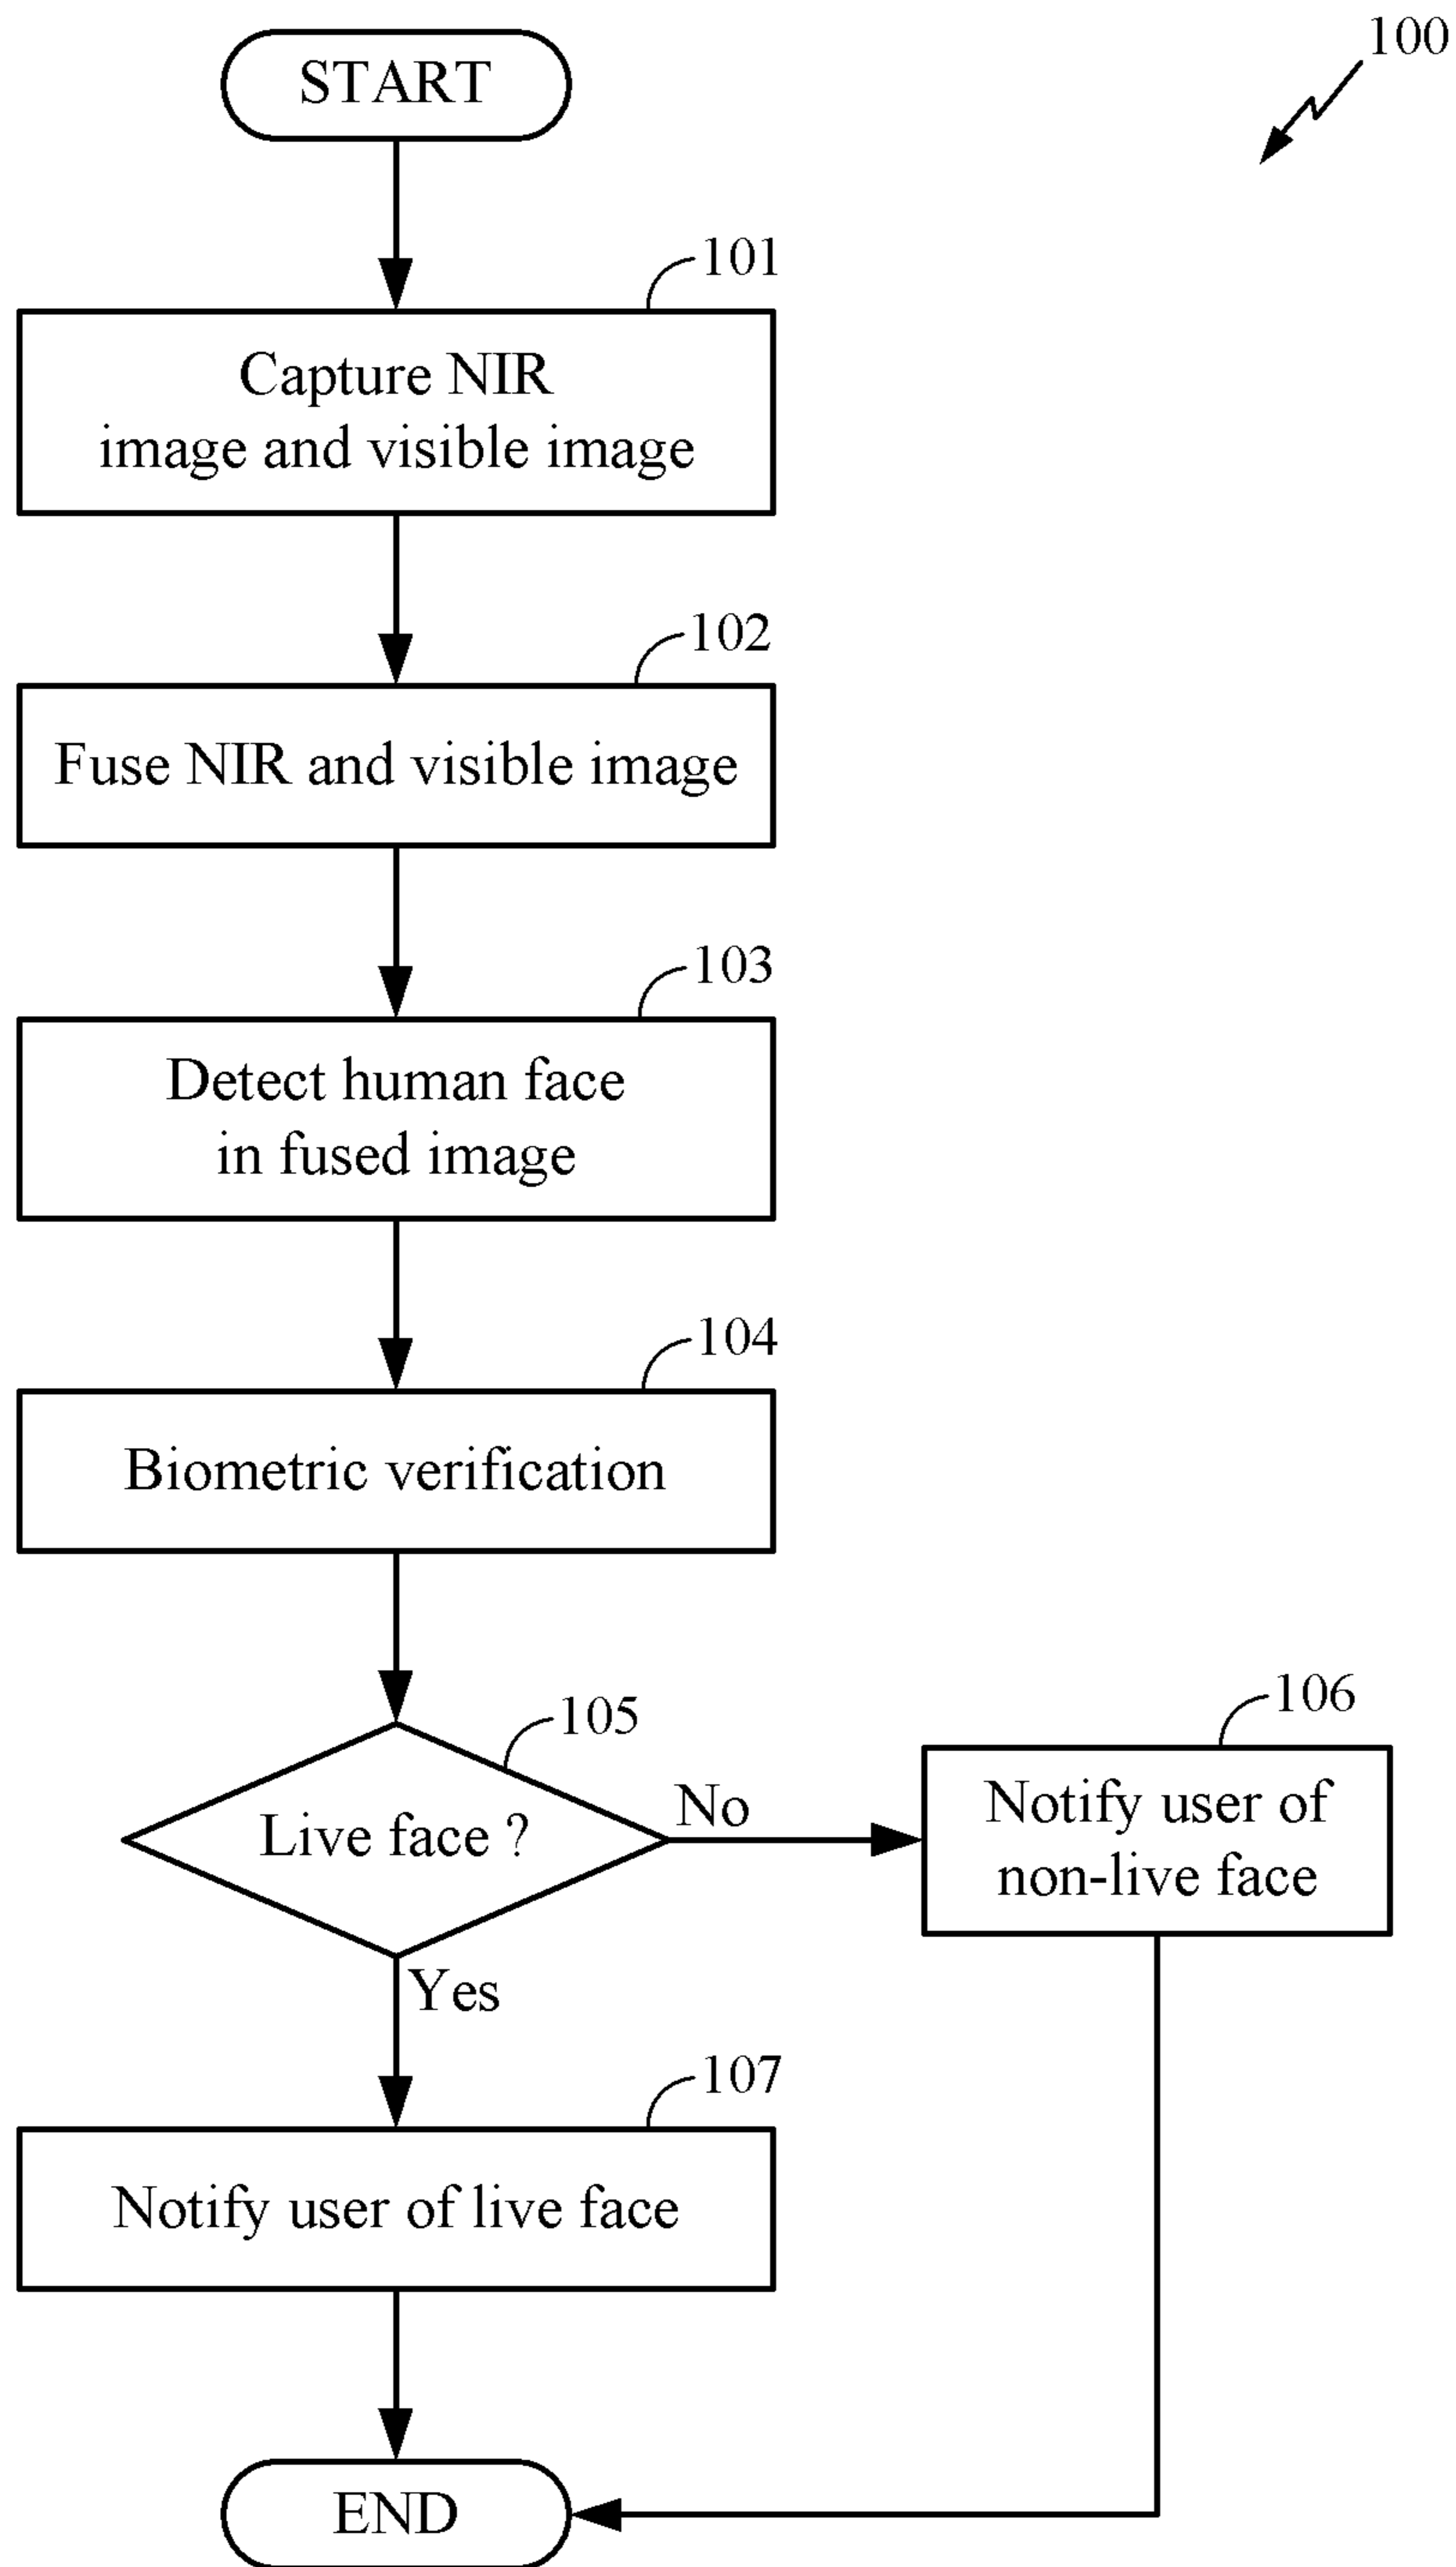 100
START
101
Capture NIR
image and visible image
102
Fuse NIR and visible image
103
Detect human face
in fused image
104
Biometric verification
105
Live face ?
No
106
Notify user of
non-live face
Yes
107
Notify user of live face
END